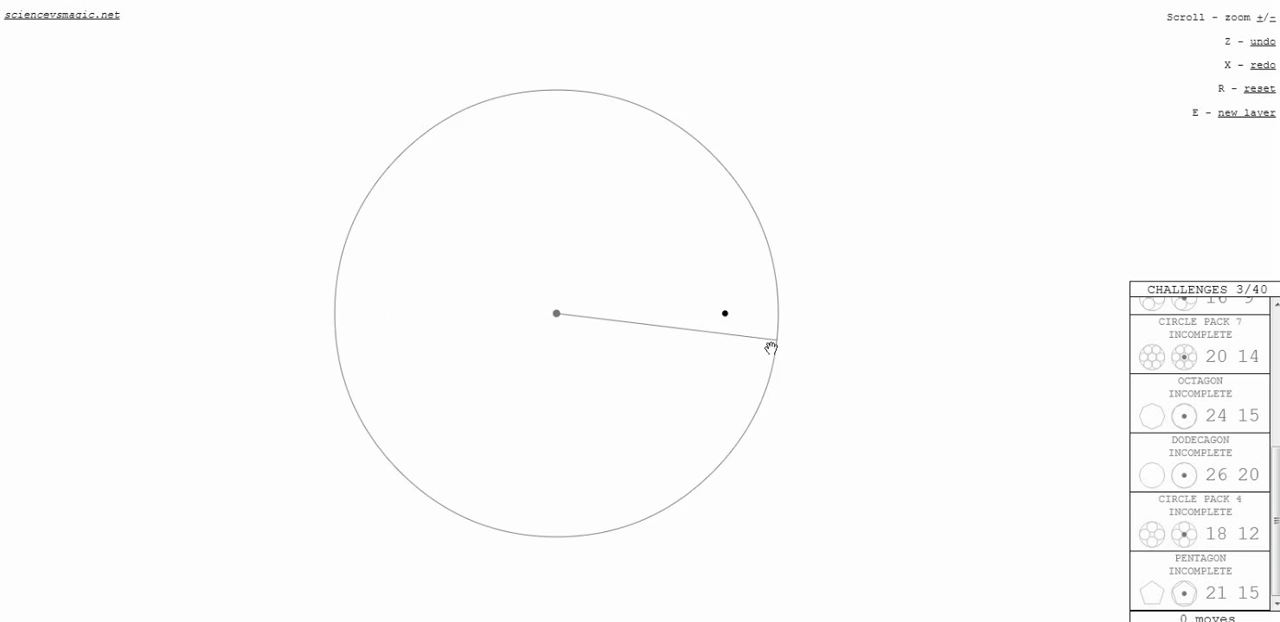 sciencevsmagic.net
Scroll - zoom +/-
Z - undo
X - redo
R - reset
E - new layer
CHALLENGES 3/40
16 9
CIRCLE PACK 7
INCOMPLETE
20 14
OCTAGON
INCOMPLETE
24 15
DODECAGON
INCOMPLETE
26 20
CIRCLE PACK 4
INCOMPLETE
18 12
PENTAGON
INCOMPLETE
21 15
0 moves